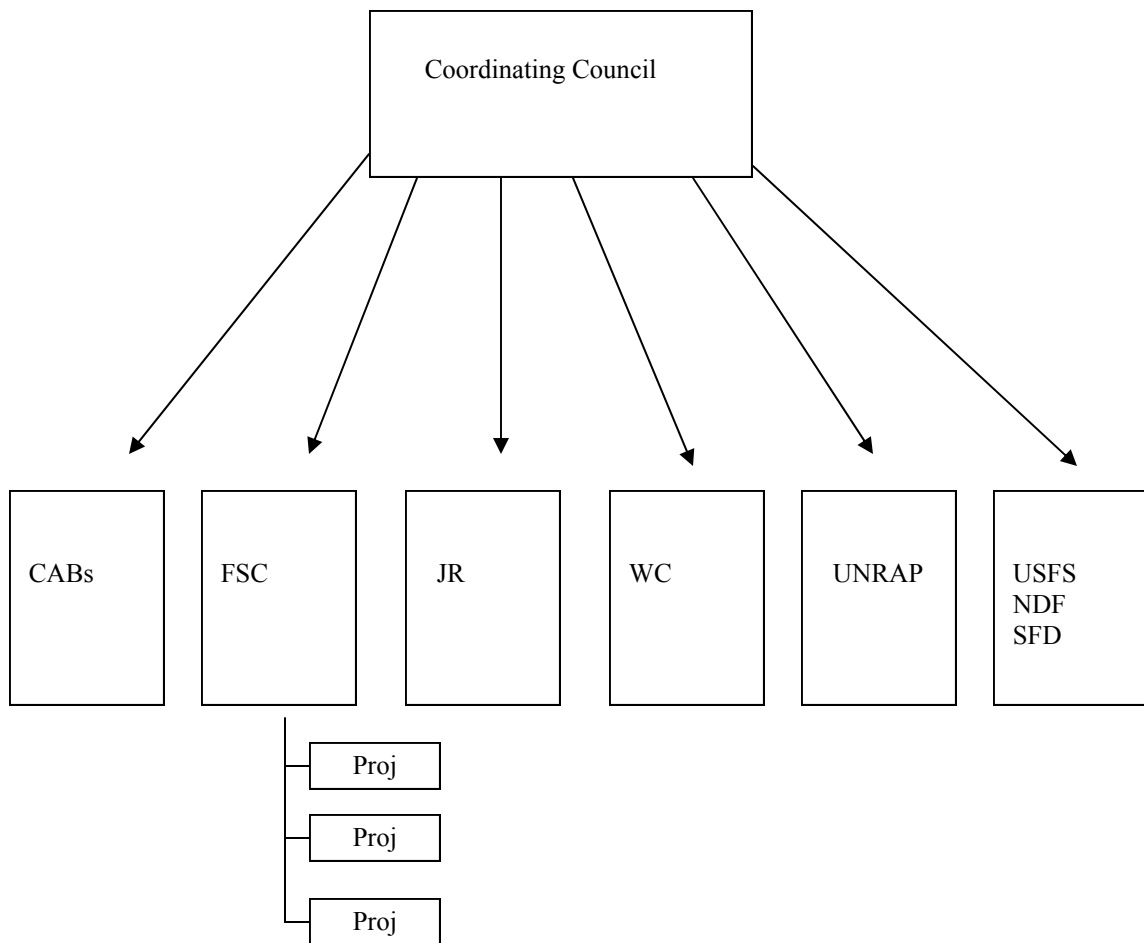 Coordinating Council
CABs
FSC
JR
WC
UNRAP
USFS
NDF
SFD
Proj
Proj
Proj